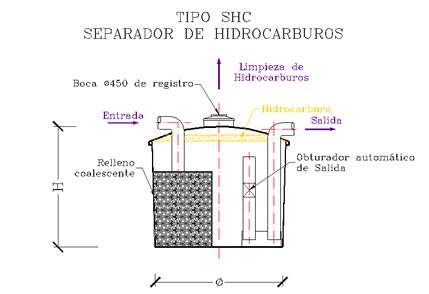 TIPO SHC
SEPARADOR DE HIDROCARBUROS
Limpieza de
Hidrocarburos
Boca ø450 de registro
Hidrocarburo
Entrada
Salida
Relleno
coalescente
Obturador automático
de Salida
H
ø